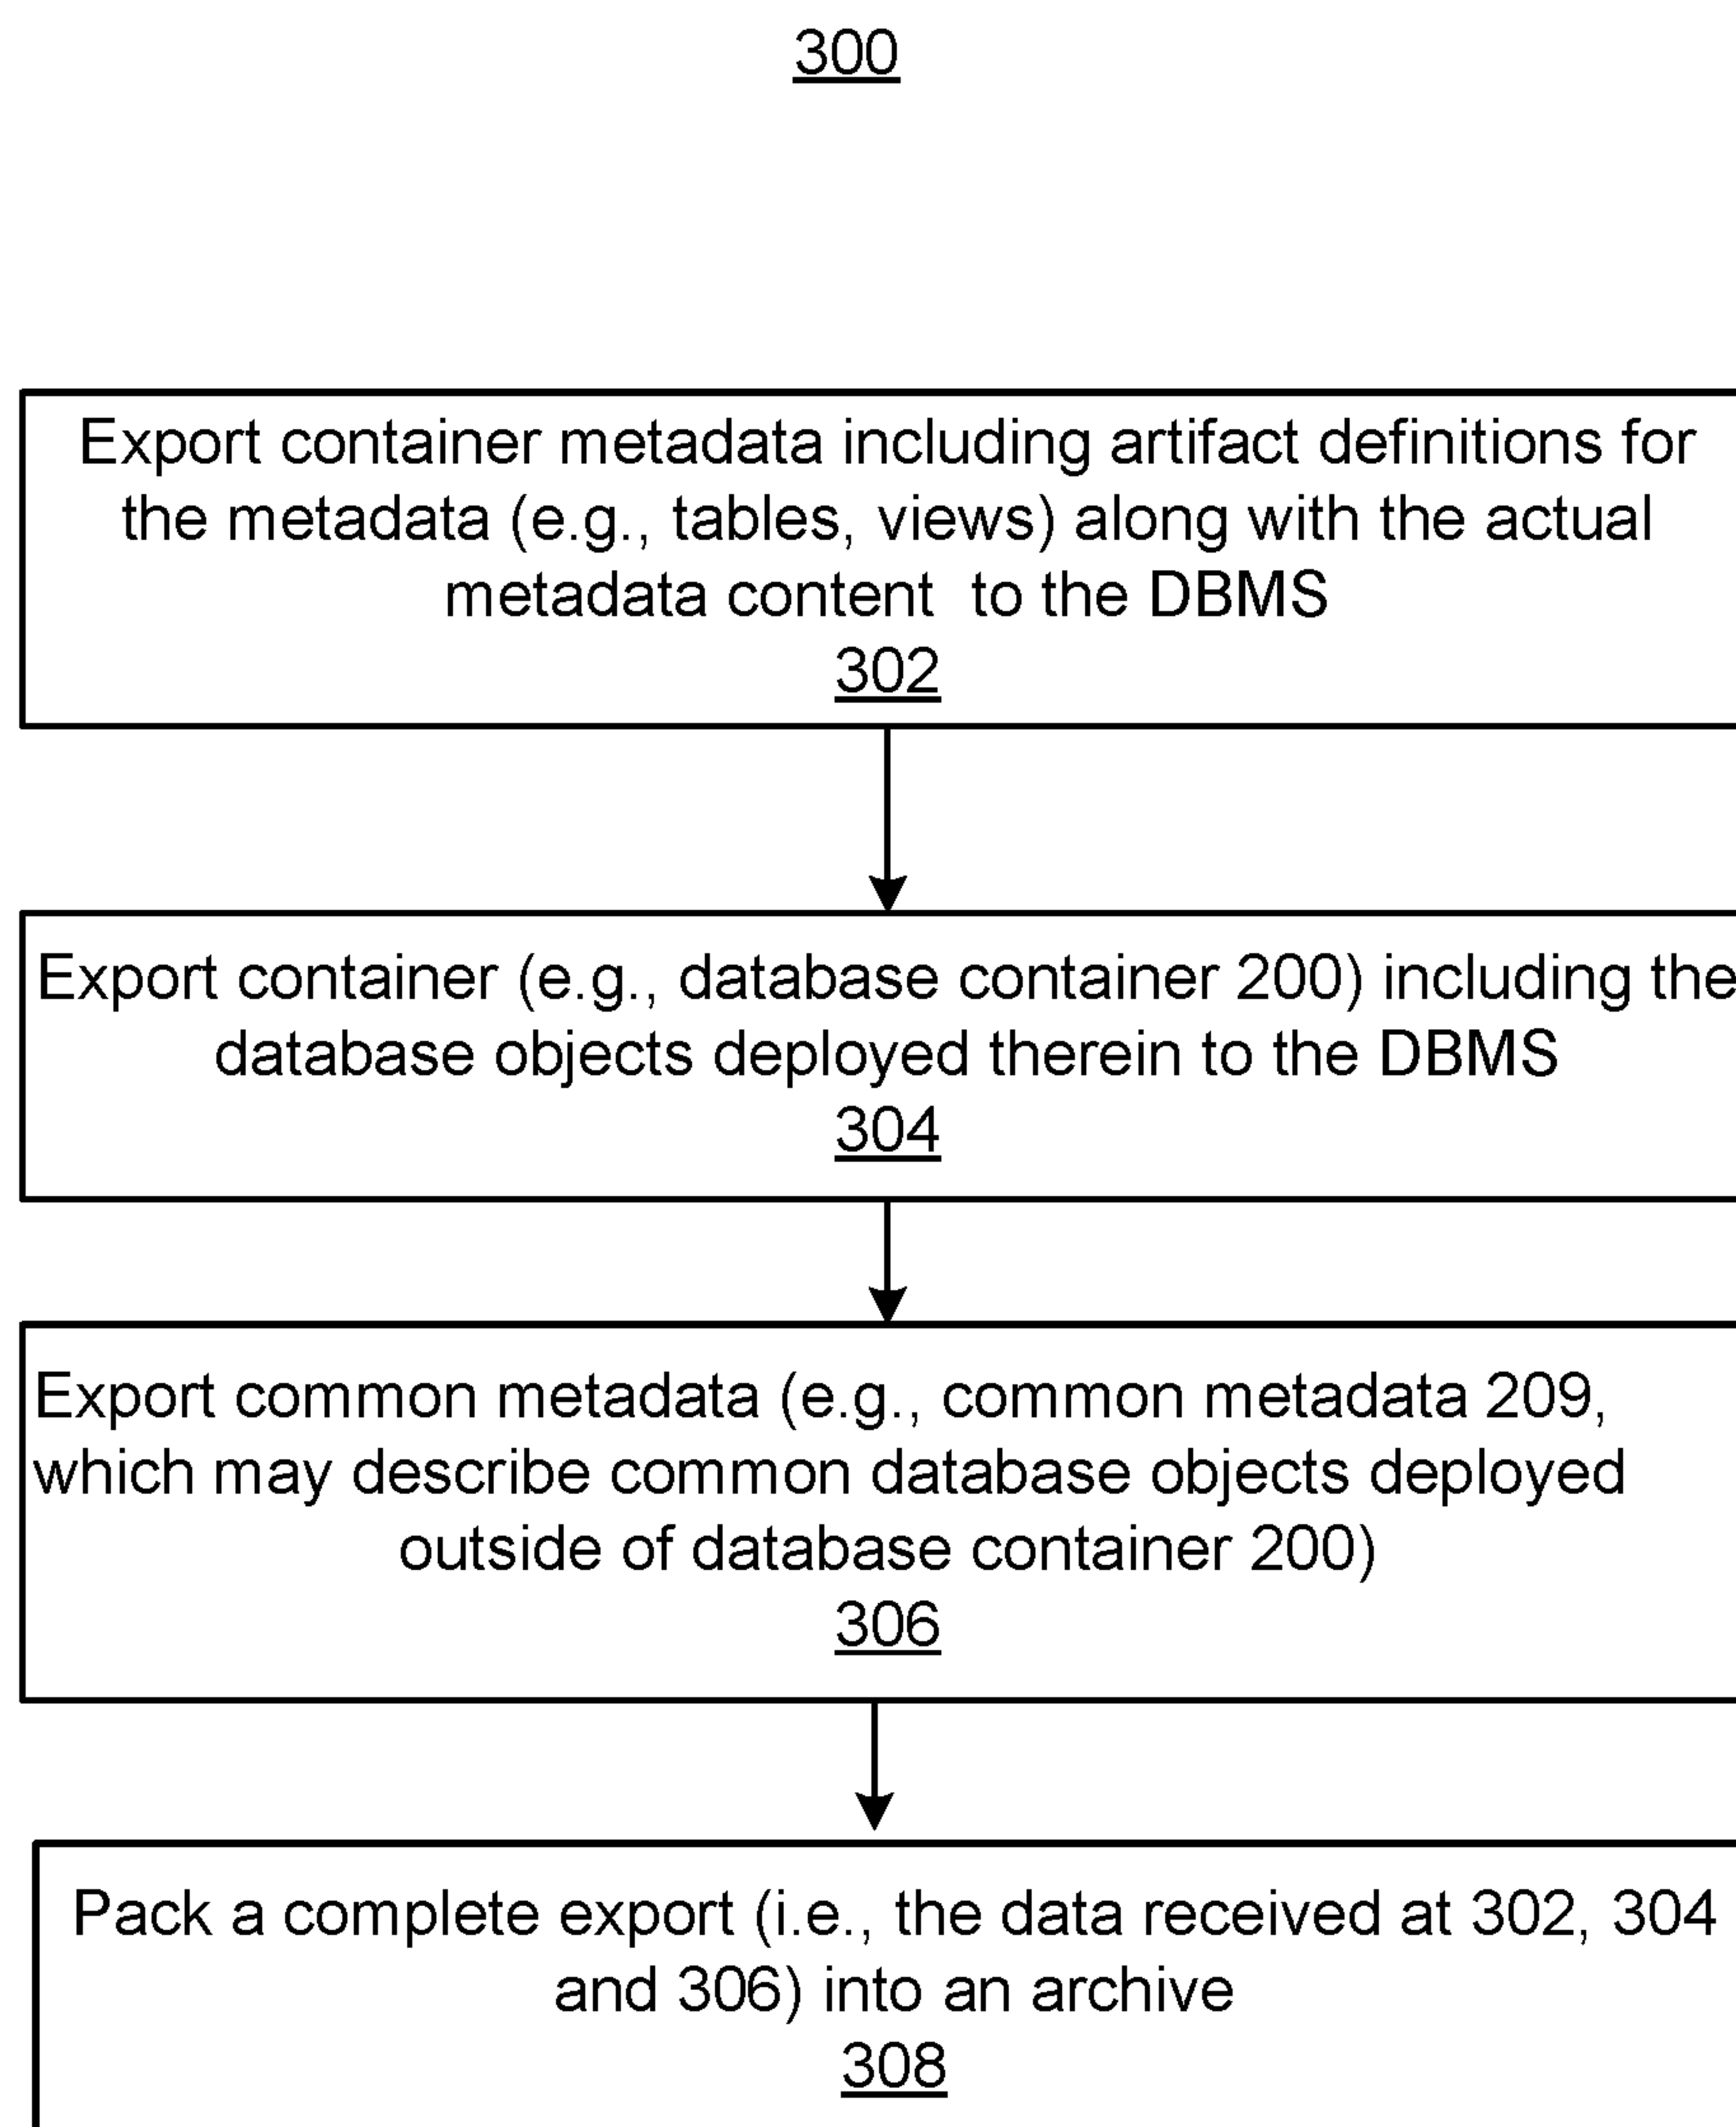 300
Export container metadata including artifact definitions for
the metadata (e.g., tables, views) along with the actual
metadata content to the DBMS
302
Export container (e.g., database container 200) including the
database objects deployed therein to the DBMS
304
Export common metadata (e.g., common metadata 209,
which may describe common database objects deployed
outside of database container 200)
306
Pack a complete export (i.e., the data received at 302, 304
and 306) into an archive
308